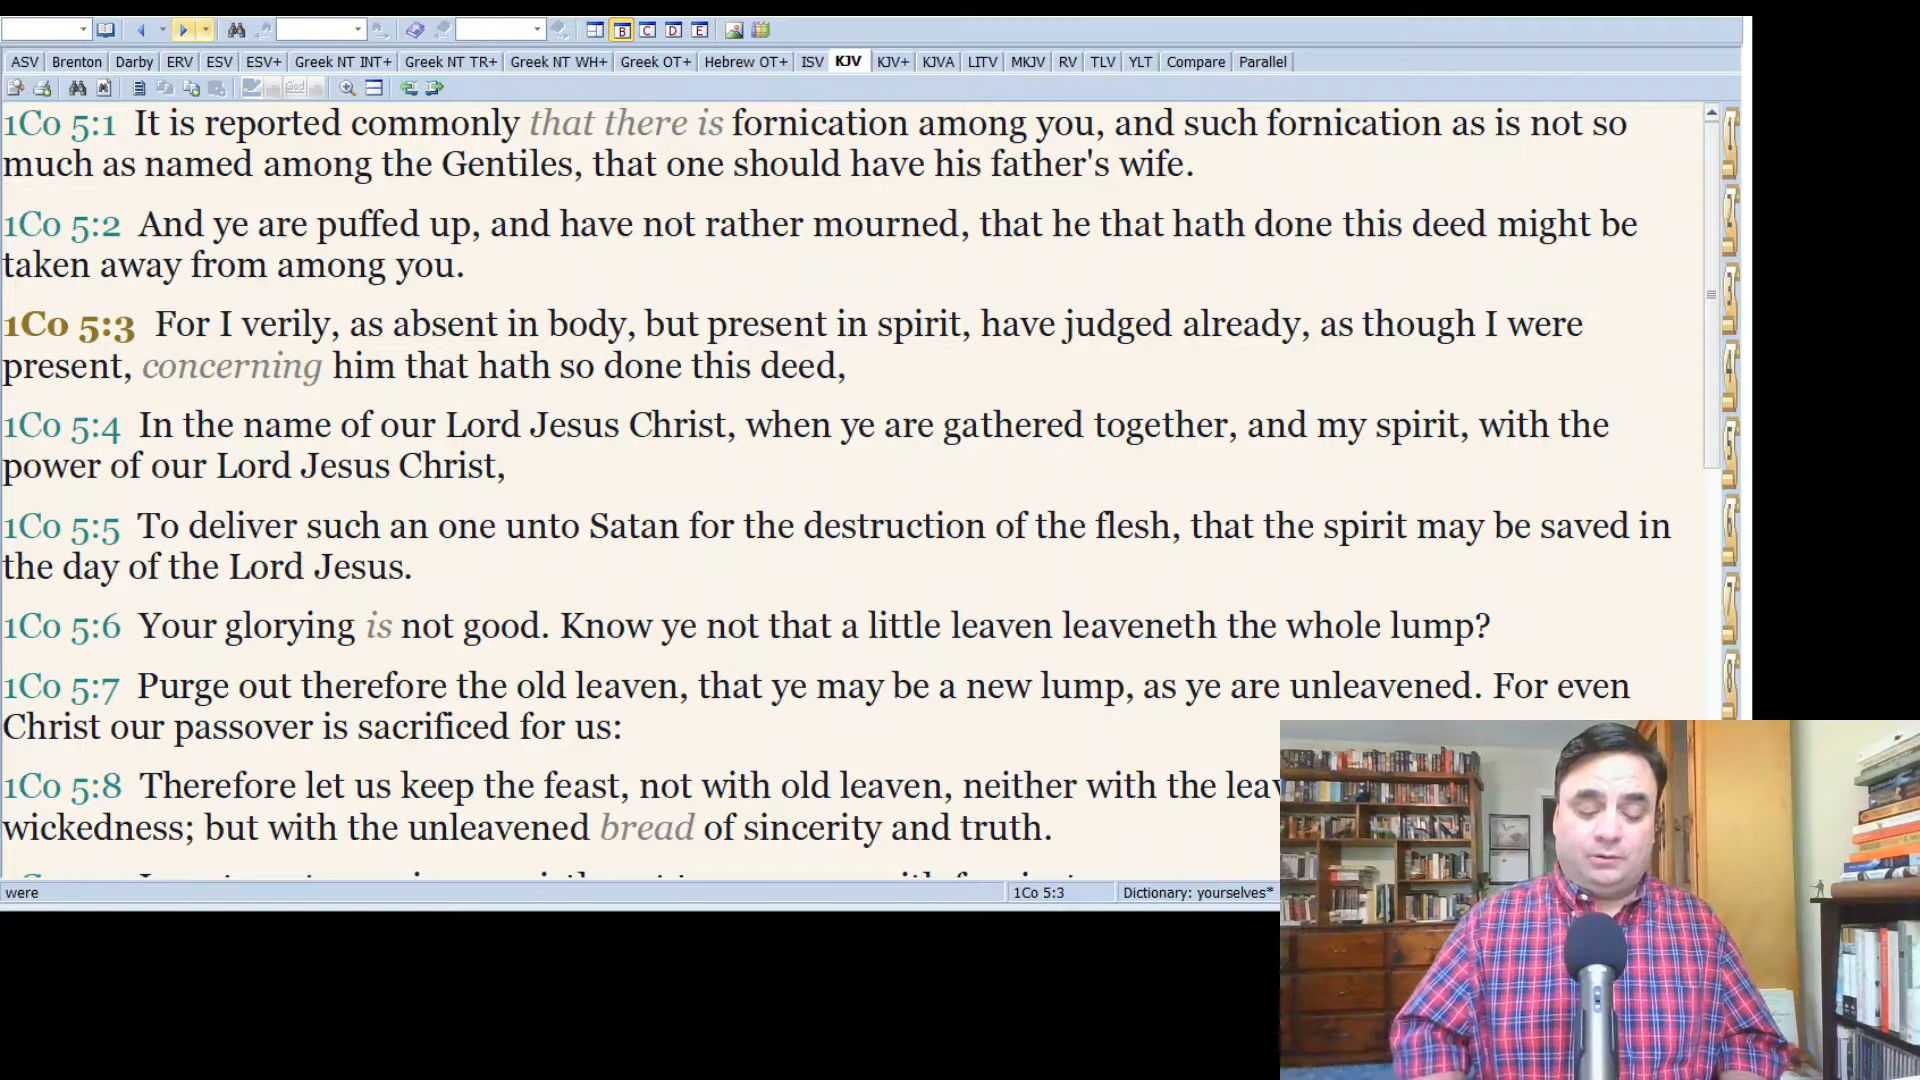 B C D E
ASV Brenton Darby ERV ESV ESV+ Greek NT INT+ Greek NT TR+ Greek NT WH+ Greek OT+ Hebrew OT+ ISV KJV KJV+ KJVA LITV MKJV RV TLV YLT Compare Parallel
God
1Co 5:1 It is reported commonly that there is fornication among you, and such fornication as is not so
much as named among the Gentiles, that one should have his father's wife.
1Co 5:2 And ye are puffed up, and have not rather mourned, that he that hath done this deed might be
taken away from among you.
1Co 5:3 For I verily, as absent in body, but present in spirit, have judged already, as though I were
present, concerning him that hath so done this deed,
1Co 5:4 In the name of our Lord Jesus Christ, when ye are gathered together, and my spirit, with the
power of our Lord Jesus Christ,
1Co 5:5 To deliver such an one unto Satan for the destruction of the flesh, that the spirit may be saved in
the day of the Lord Jesus.
1Co 5:6 Your glorying is not good. Know ye not that a little leaven leaveneth the whole lump?
1Co 5:7 Purge out therefore the old leaven, that ye may be a new lump, as ye are unleavened. For even
Christ our passover is sacrificed for us:
1Co 5:8 Therefore let us keep the feast, not with old leaven, neither with the leav
wickedness; but with the unleavened bread of sincerity and truth.
were 1Co 5:3 Dictionary: yourselves*
1
2
3
4
5
6
7
8